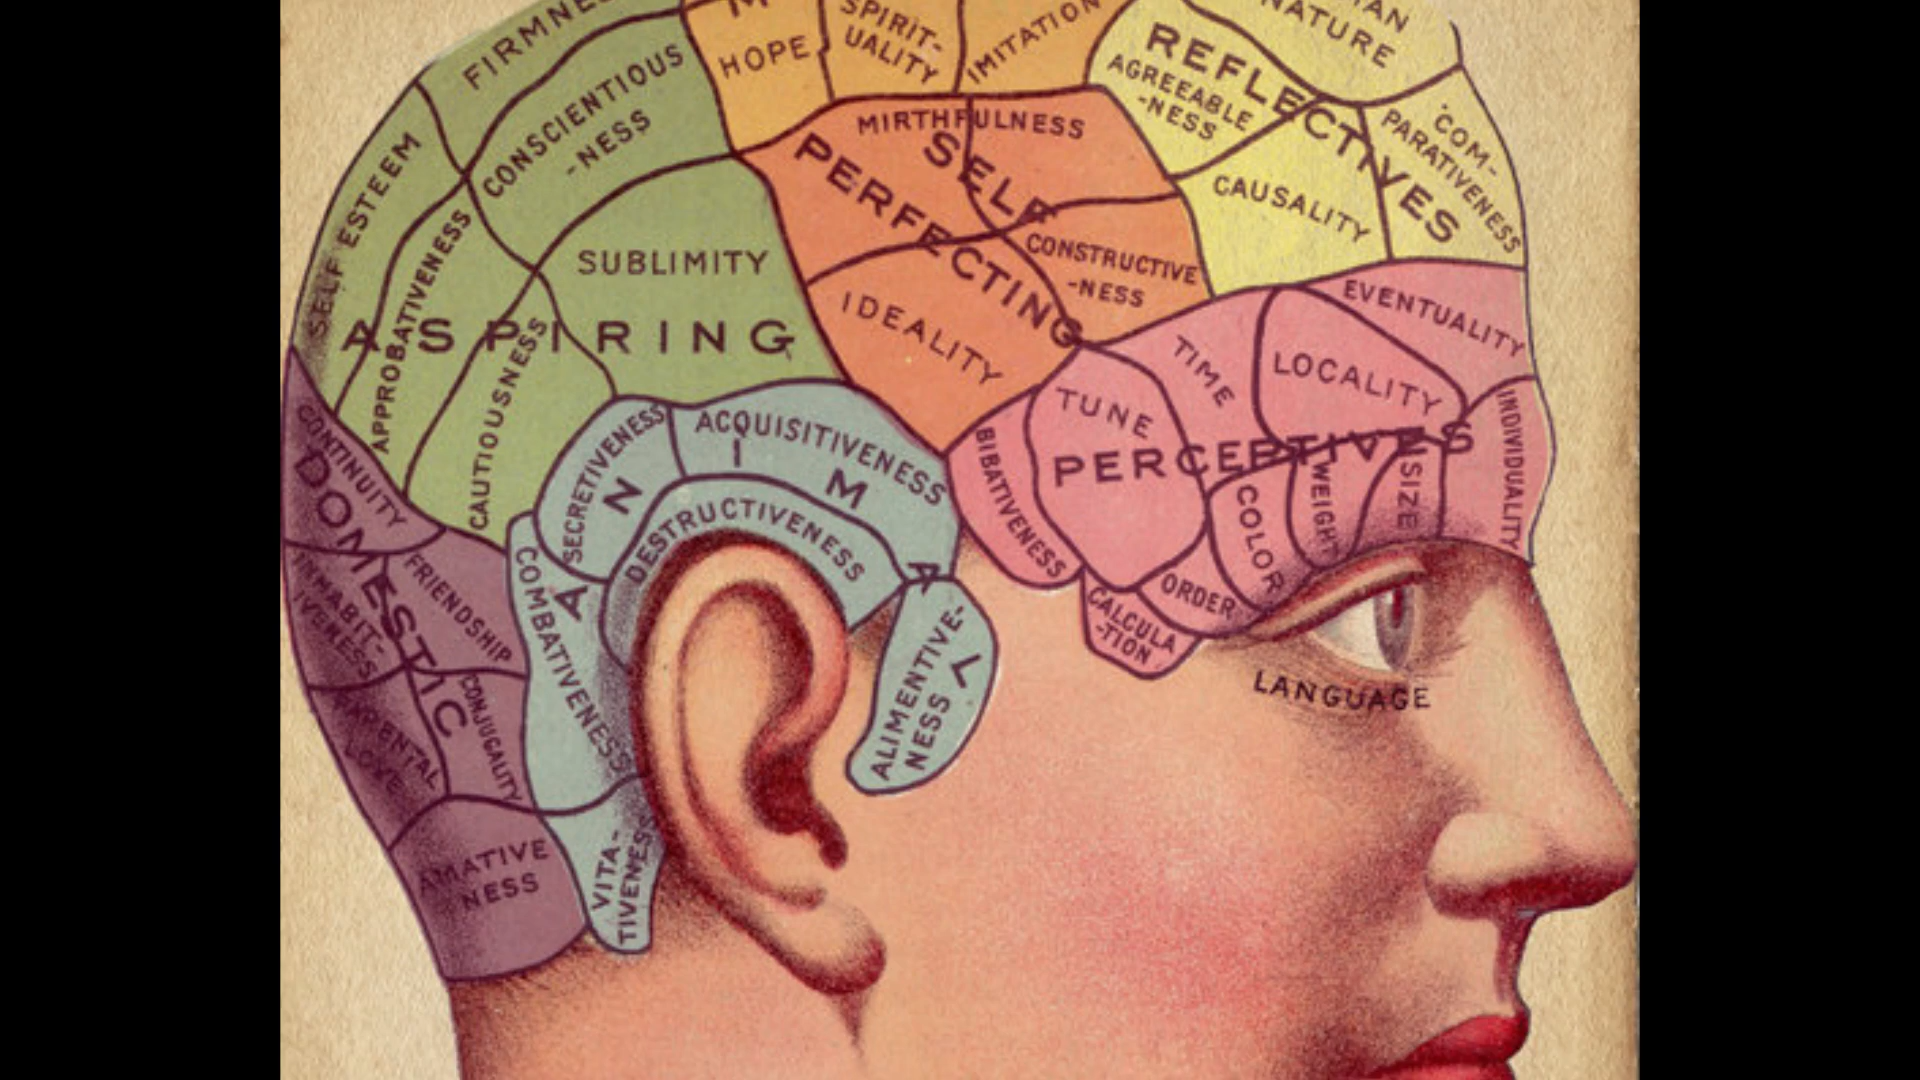 FIRMNE
CONSCIENTIOUS
-NESS
HOPE
SPIRIT-
UALITY
IMITATION
NATURE
REFLECTIVES
AGREEABLE
-NESS
COM-
PARATIVENESS
CAUSALITY
MIRTHFULNESS
SELF
PERFECTING
CONSTRUCTIVE
-NESS
IDEALITY
SELF ESTEEM
APPROBATIVENESS
SUBLIMITY
ASPIRING
CAUTIOUSNESS
EVENTUALITY
TIME
LOCALITY
TUNE
PERCEPTIVES
INDIVIDUALITY
BIBATIVENESS
COLOR
WEIGHT
SIZE
ORDER
CALCULA
-TION
LANGUAGE
SECRETIVENESS
ACQUISITIVENESS
ANIMAL
DESTRUCTIVENESS
COMBATIVENESS
ALIMENTIVE-
NESS
VITA-
TIVENESS
CONTINUITY
DOMESTIC
FRIENDSHIP
INHABIT-
IVENESS
CONJUGALITY
PARENTAL
LOVE
AMATIVE
NESS